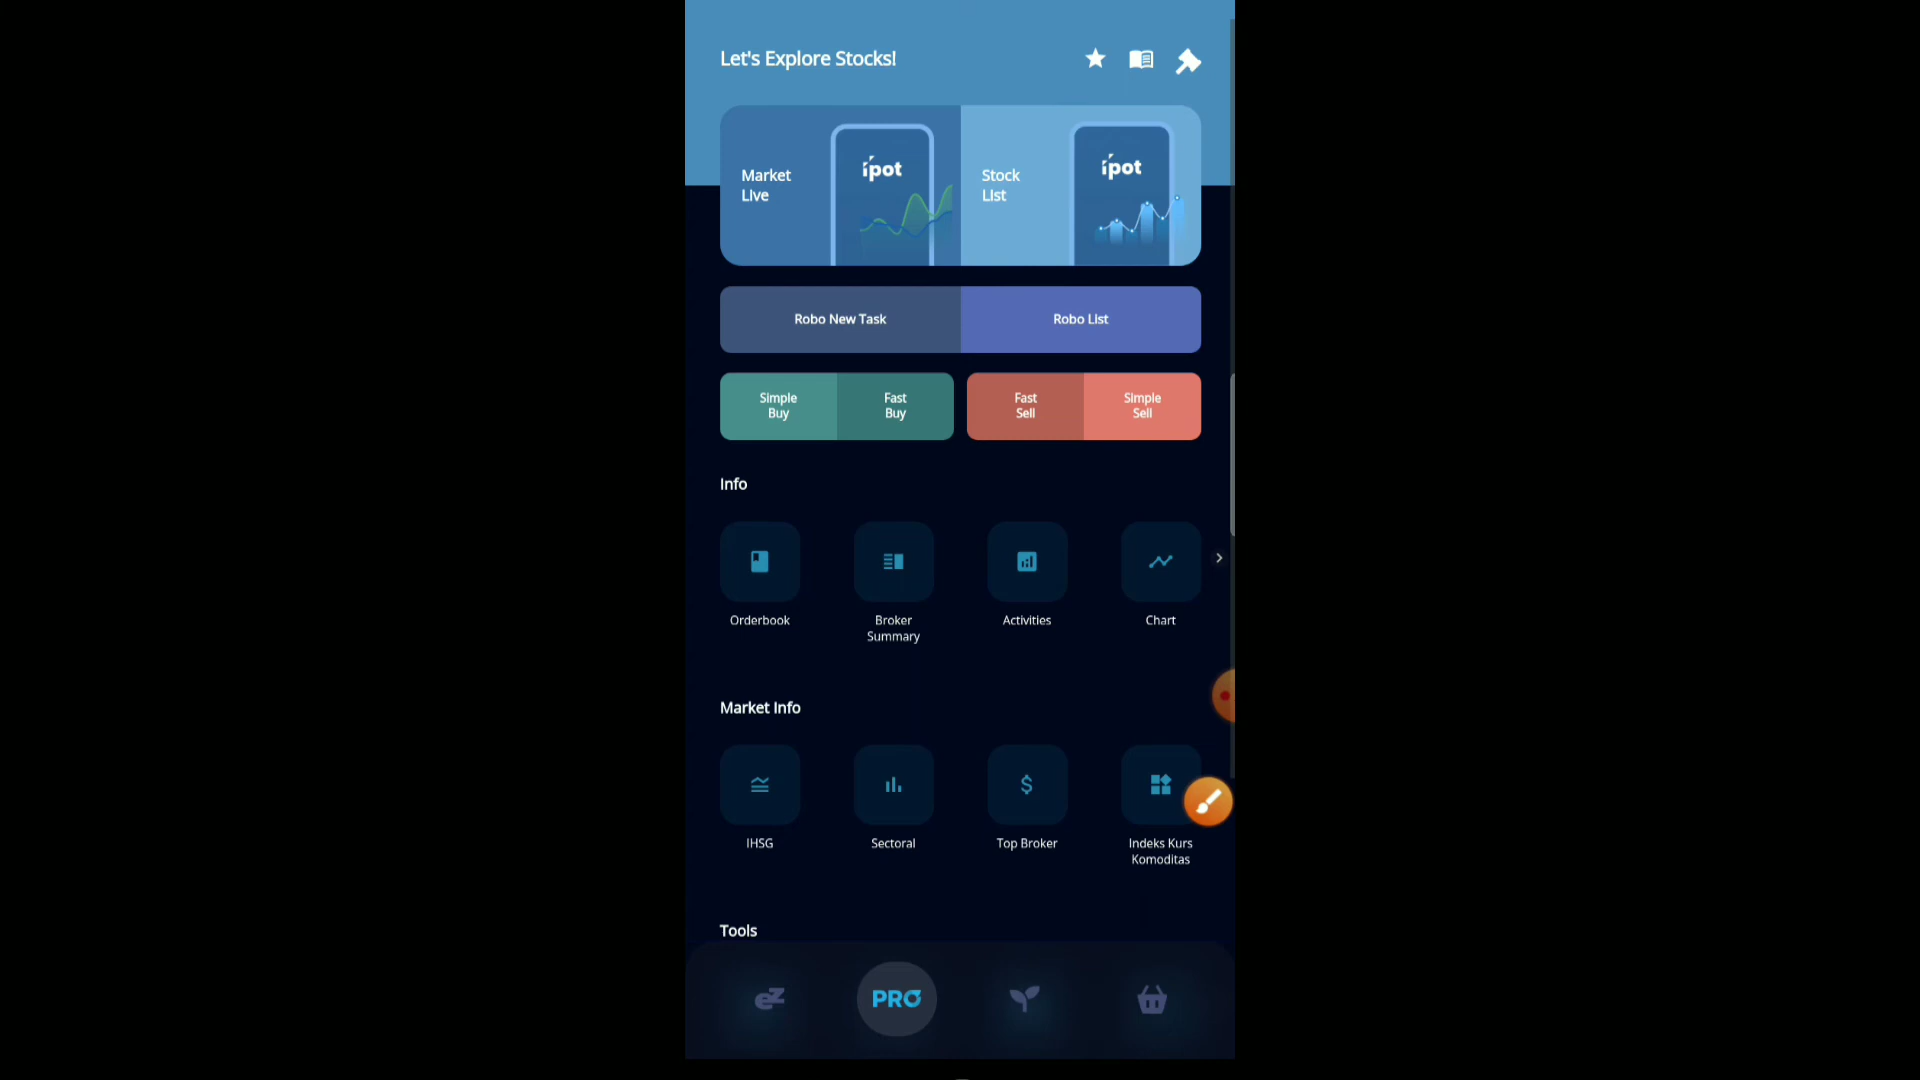 Let's Explore Stocks!
Market
Live
ipot
Stock
List
ipot
Robo New Task
Robo List
Simple
Buy
Fast
Buy
Fast
Sell
Simple
Sell
Info
Orderbook
Broker
Summary
Activities
Chart
Market Info
IHSG
Sectoral
Top Broker
Indeks Kurs
Komoditas
Tools
eZ
PRO